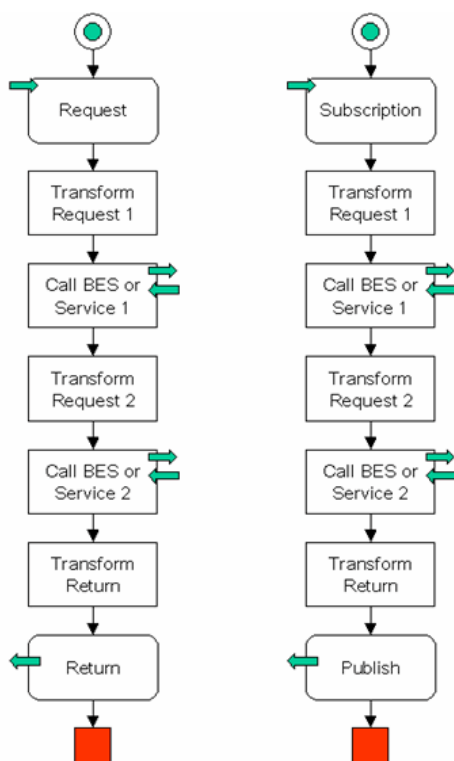 Request
Transform
Request 1
Call BES or
Service 1
Transform
Request 2
Call BES or
Service 2
Transform
Return
Return
Subscription
Transform
Request 1
Call BES or
Service 1
Transform
Request 2
Call BES or
Service 2
Transform
Return
Publish